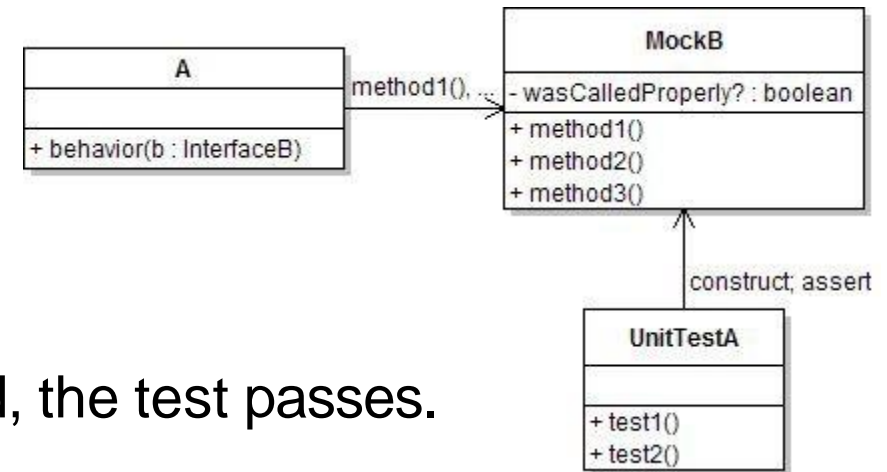 A
+ behavior(b : InterfaceB)
method1(), ...
MockB
- wasCalledProperly? : boolean
+ method1()
+ method2()
+ method3()
construct; assert
UnitTestA
+ test1()
+ test2()
, the test passes.